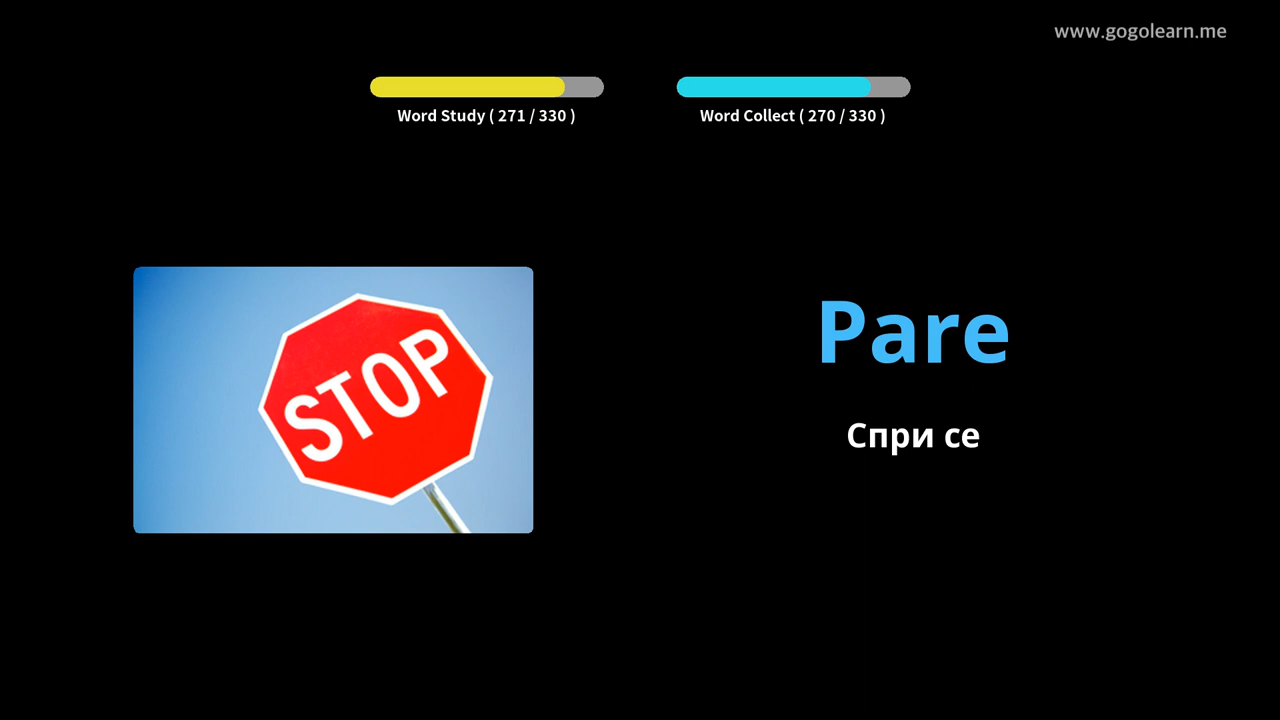 www.gogolearn.me
Word Study ( 271 / 330 )
Word Collect ( 270 / 330 )
STOP
Pare
Спри се